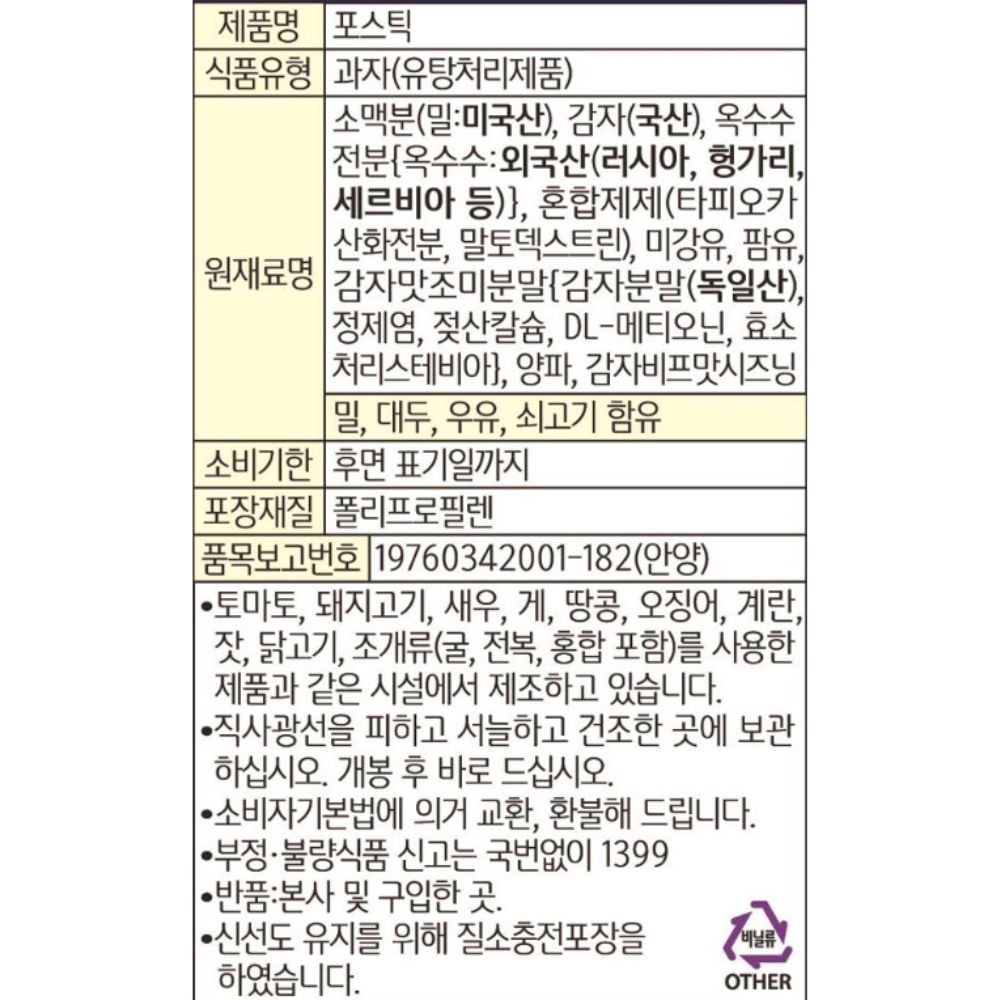 제품명 포스틱
식품유형 과자(유탕처리제품)
원재료명
소맥분(밀:미국산), 감자(국산), 옥수수
전분{옥수수:외국산(러시아, 헝가리,
세르비아 등)}, 혼합제제(타피오카
산화전분, 말토덱스트린), 미강유, 팜유,
감자맛조미분말{감자분말(독일산),
정제염, 젖산칼슘, DL-메티오닌, 효소
처리스테비아}, 양파, 감자비프맛시즈닝
밀, 대두, 우유, 쇠고기 함유
소비기한 후면 표기일까지
포장재질 폴리프로필렌
품목보고번호 19760342001-182(안양)
•토마토, 돼지고기, 새우, 게, 땅콩, 오징어, 계란,
잣, 닭고기, 조개류(굴, 전복, 홍합 포함)를 사용한
제품과 같은 시설에서 제조하고 있습니다.
•직사광선을 피하고 서늘하고 건조한 곳에 보관
하십시오. 개봉 후 바로 드십시오.
•소비자기본법에 의거 교환, 환불해 드립니다.
•부정·불량식품 신고는 국번없이 1399
•반품:본사 및 구입한 곳.
•신선도 유지를 위해 질소충전포장을
하였습니다.
비닐류
OTHER